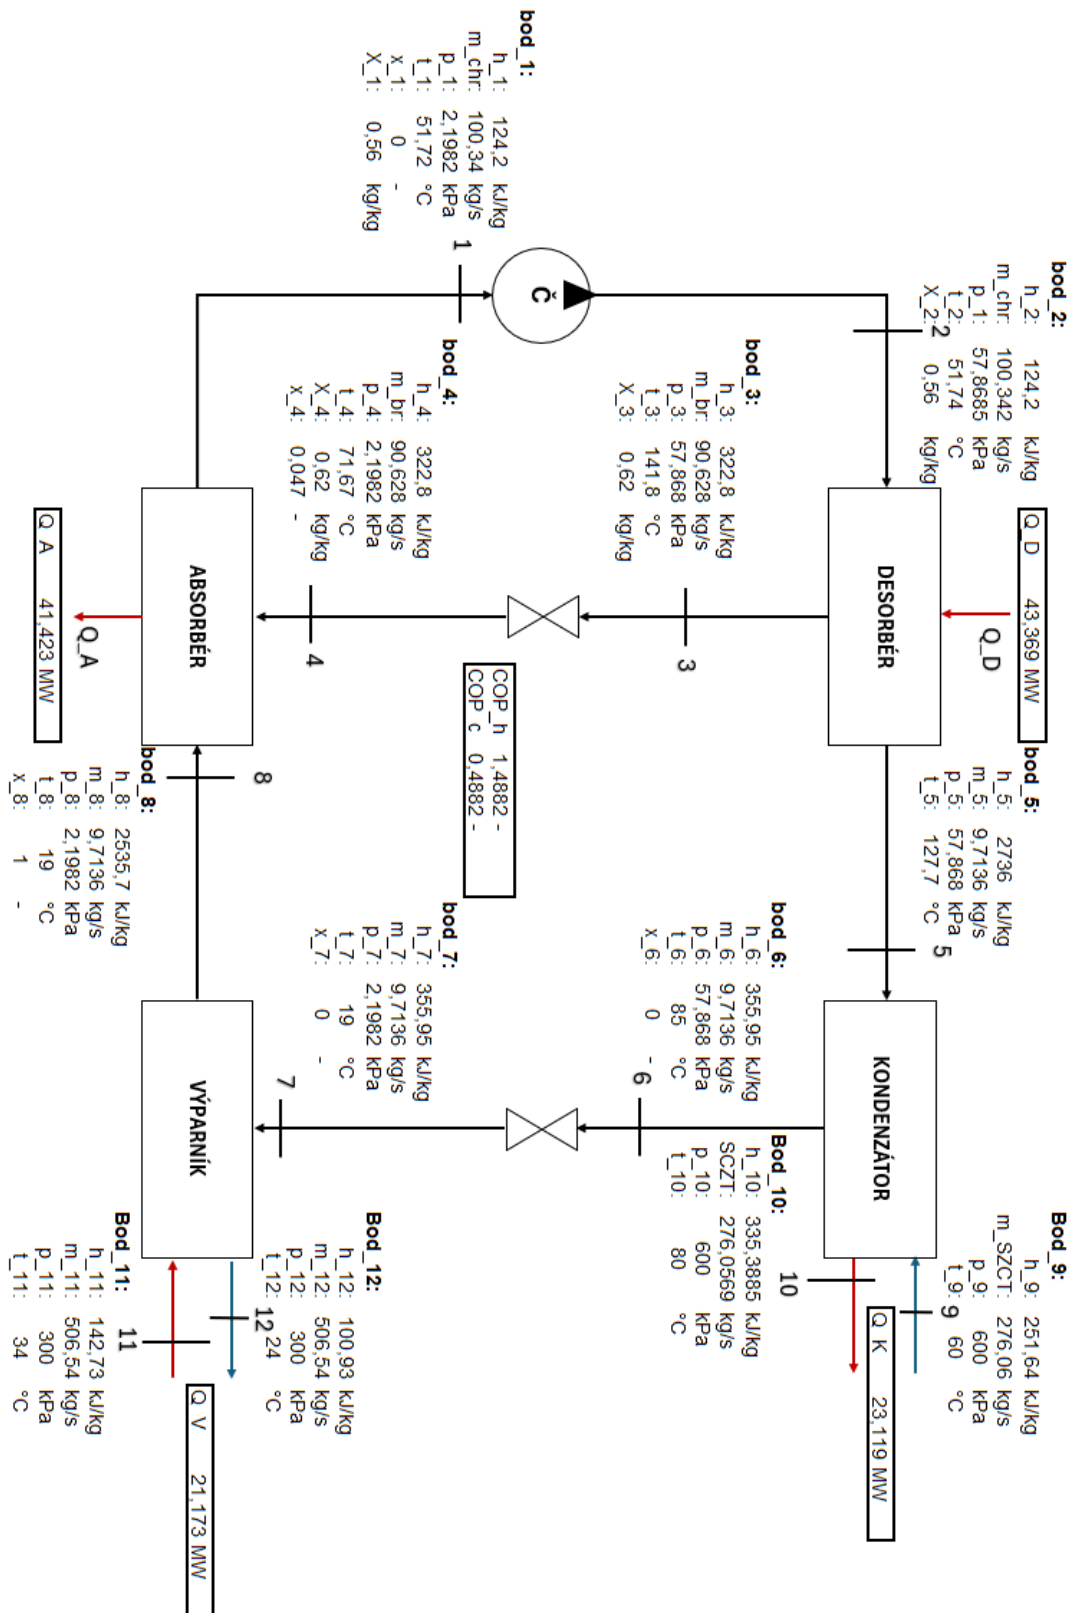 bod_1:
h_1: 124,2 kJ/kg
m_chr: 100,34 kg/s
p_1: 2,1982 kPa
t_1: 51,72 °C
x_1: 0 -
X_1: 0,56 kg/kg
1
Č
bod_2:
h_2: 124,2 kJ/kg
m_chr: 100,342 kg/s
p_1: 57,8685 kPa
t_2: 51,74 °C
X_2: 0,56 kg/kg
2
bod_3:
h_3: 322,8 kJ/kg
m_br: 90,628 kg/s
p_3: 57,868 kPa
t_3: 141,8 °C
X_3: 0,62 kg/kg
3
bod_4:
h_4: 322,8 kJ/kg
m_br: 90,628 kg/s
p_4: 2,1982 kPa
t_4: 71,67 °C
X_4: 0,62 kg/kg
x_4: 0,047 -
4
DESORBÉR
Q_D 43,369 MW
Q_D
ABSORBÉR
Q_A 41,423 MW
Q_A
COP_h 1,4882 -
COP_c 0,4882 -
bod_5:
h_5: 2736 kJ/kg
m_5: 9,7136 kg/s
p_5: 57,868 kPa
t_5: 127,7 °C
5
bod_6:
h_6: 355,95 kJ/kg
m_6: 9,7136 kg/s
p_6: 57,868 kPa
t_6: 85 °C
x_6: 0 -
6
bod_7:
h_7: 355,95 kJ/kg
m_7: 9,7136 kg/s
p_7: 2,1982 kPa
t_7: 19 °C
x_7: 0 -
7
bod_8:
h_8: 2535,7 kJ/kg
m_8: 9,7136 kg/s
p_8: 2,1982 kPa
t_8: 19 °C
x_8: 1 -
8
KONDENZÁTOR
VÝPARNÍK
Bod_9:
h_9: 251,64 kJ/kg
m_SZCT: 276,06 kg/s
p_9: 600 kPa
t_9: 60 °C
9
Q_K 23,119 MW
Bod_10:
h_10: 335,3885 kJ/kg
SCZT: 276,0569 kg/s
p_10: 600 kPa
t_10: 80 °C
10
Bod_12:
h_12: 100,93 kJ/kg
m_12: 506,54 kg/s
p_12: 300 kPa
t_12: 24 °C
12
Bod_11:
h_11: 142,73 kJ/kg
m_11: 506,54 kg/s
p_11: 300 kPa
t_11: 34 °C
11
Q_V 21,173 MW